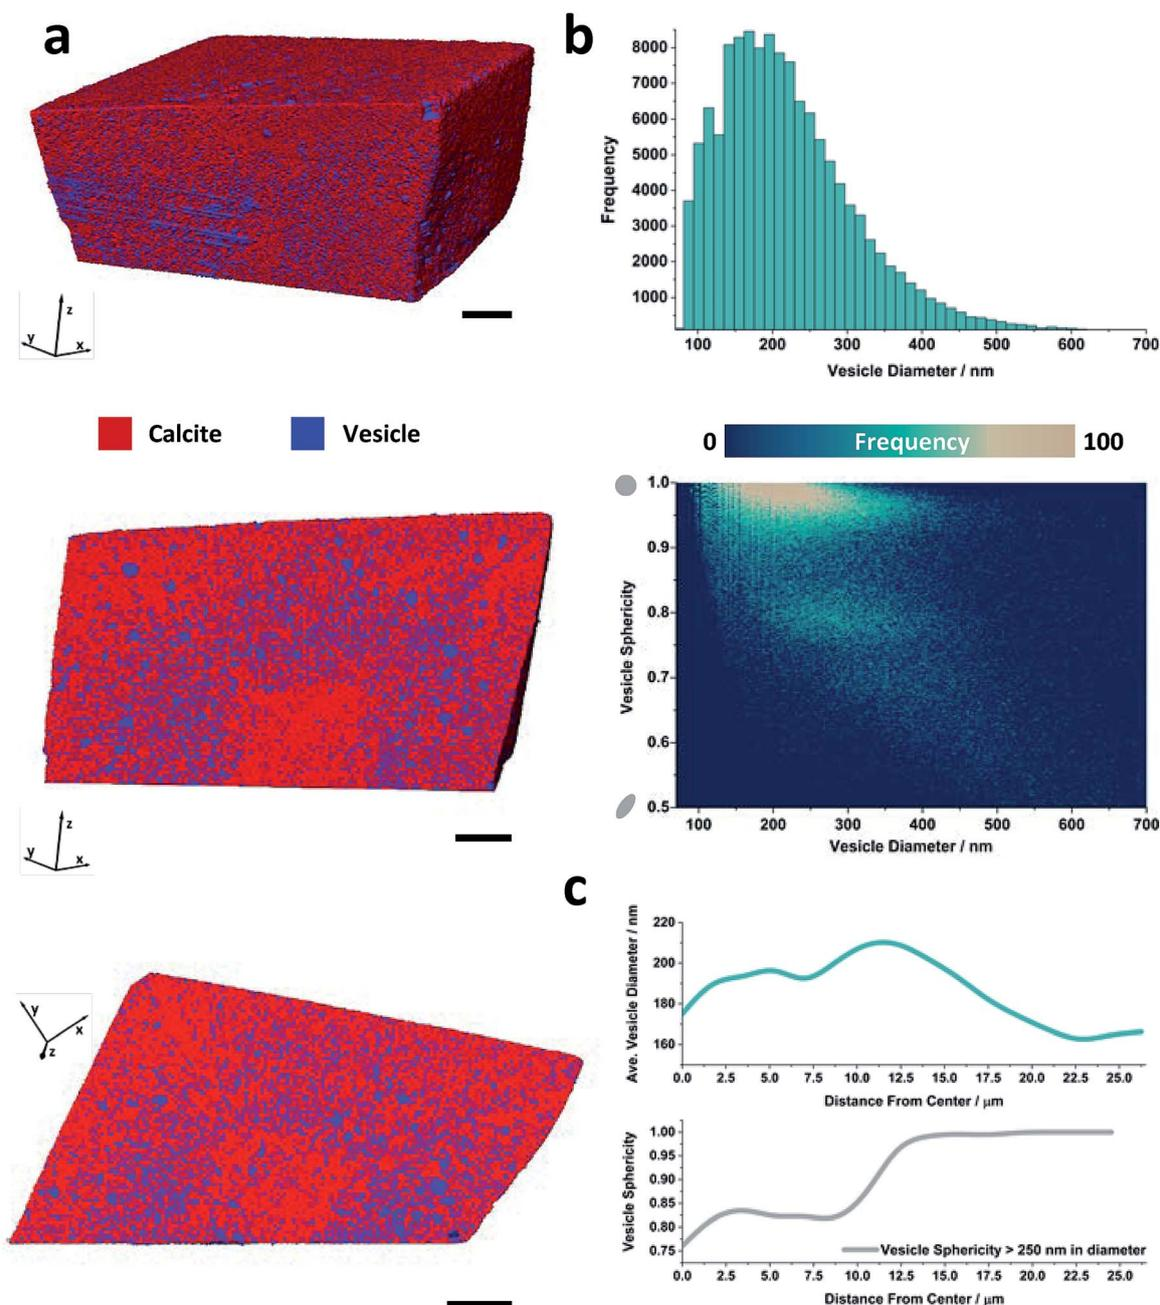 a
z
y
x
Calcite
Vesicle
z
y
x
y
x
z
b
8000
7000
6000
5000
4000
3000
2000
1000
Frequency
100 200 300 400 500 600 700
Vesicle Diameter / nm
0 Frequency 100
1.0
0.9
0.8
0.7
0.6
0.5
Vesicle Sphericity
100 200 300 400 500 600 700
Vesicle Diameter / nm
c
220
200
180
160
Ave. Vesicle Diameter / nm
0.0 2.5 5.0 7.5 10.0 12.5 15.0 17.5 20.0 22.5 25.0
Distance From Center / μm
1.00
0.95
0.90
0.85
0.80
0.75
Vesicle Sphericity
Vesicle Sphericity > 250 nm in diameter
0.0 2.5 5.0 7.5 10.0 12.5 15.0 17.5 20.0 22.5 25.0
Distance From Center / μm